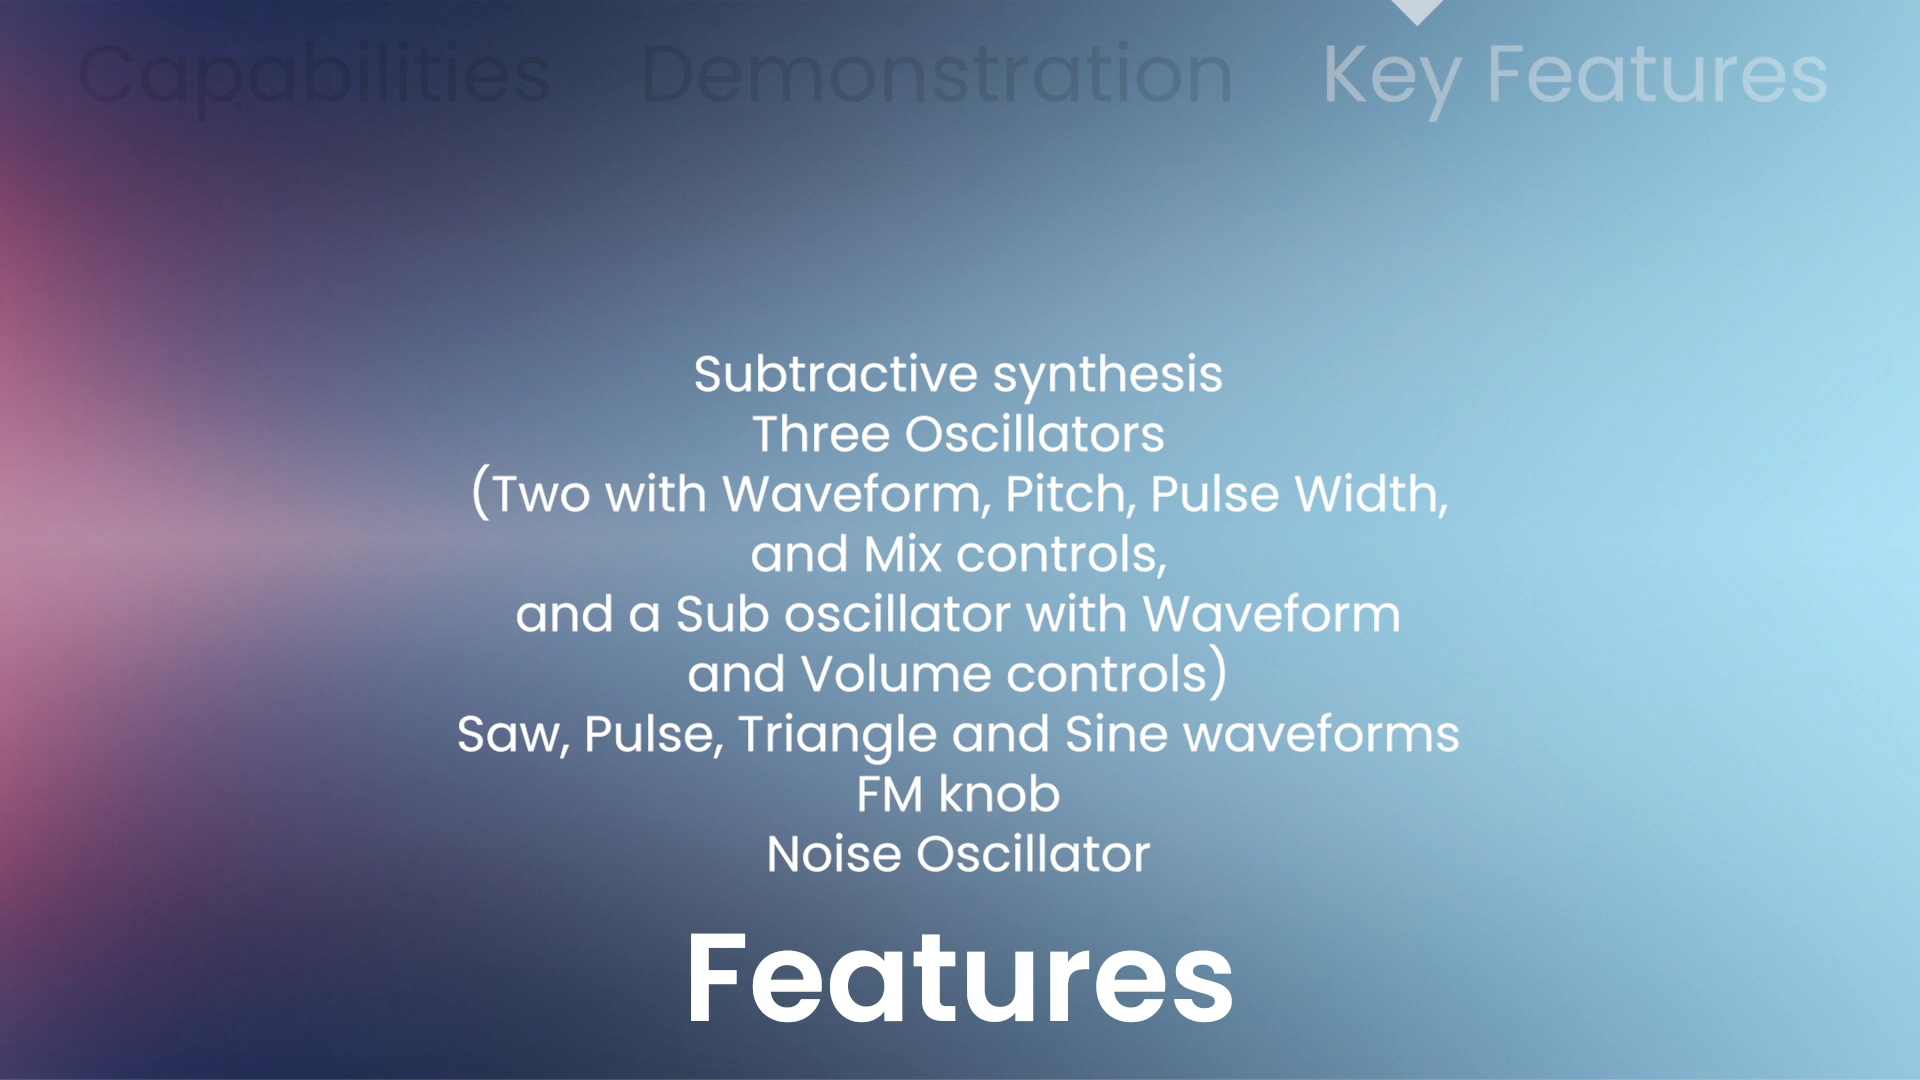 Capabilities Demonstration Key Features
Subtractive synthesis
Three Oscillators
(Two with Waveform, Pitch, Pulse Width,
and Mix controls,
and a Sub oscillator with Waveform
and Volume controls)
Saw, Pulse, Triangle and Sine waveforms
FM knob
Noise Oscillator
Features